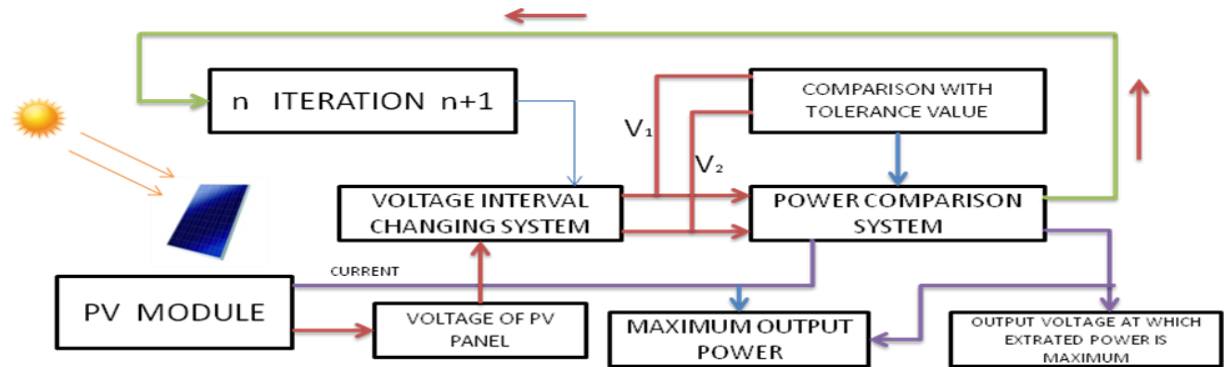 n ITERATION n+1
COMPARISON WITH
TOLERANCE VALUE
V1
V2
VOLTAGE INTERVAL
CHANGING SYSTEM
POWER COMPARISON
SYSTEM
CURRENT
PV MODULE
VOLTAGE OF PV
PANEL
MAXIMUM OUTPUT
POWER
OUTPUT VOLTAGE AT WHICH
EXTRATED POWER IS
MAXIMUM